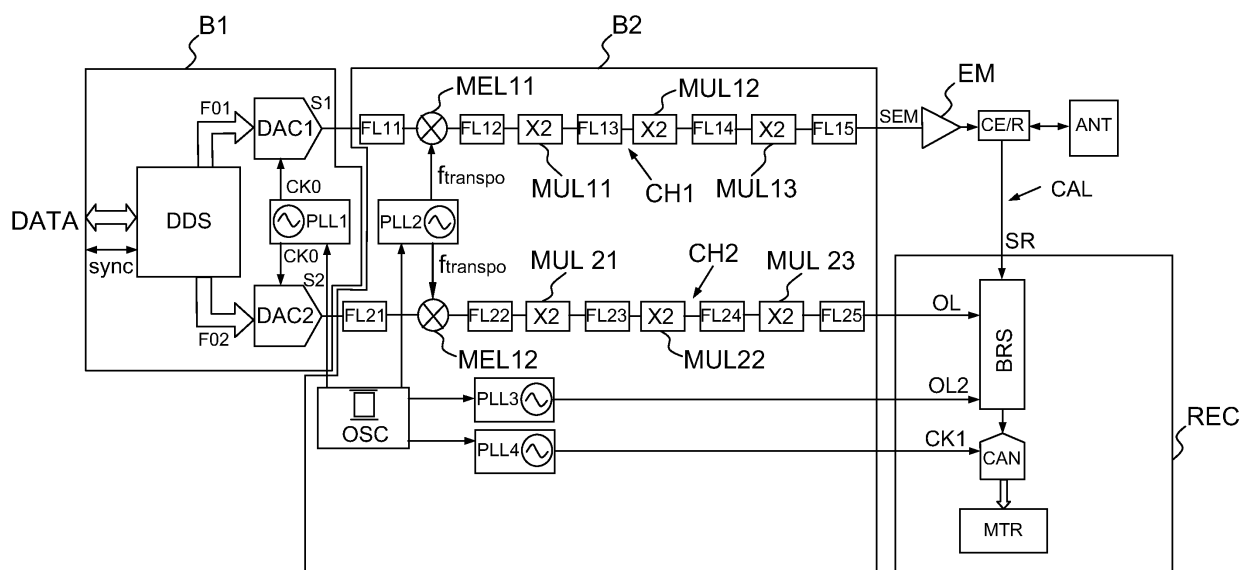 B1
B2
EM
MEL11
MUL12
F01
S1
DAC1
FL11
FL12
X2
FL13
X2
FL14
X2
FL15
SEM
CE/R
ANT
MUL11
CH1
MUL13
CAL
CK0
ftranspo
DATA
DDS
PLL1
PLL2
sync
CK0
S2
ftranspo
MUL 21
CH2
MUL 23
SR
DAC2
F02
FL21
FL22
X2
FL23
X2
FL24
X2
FL25
OL
MEL12
MUL22
BRS
OSC
PLL3
OL2
PLL4
CK1
CAN
REC
MTR